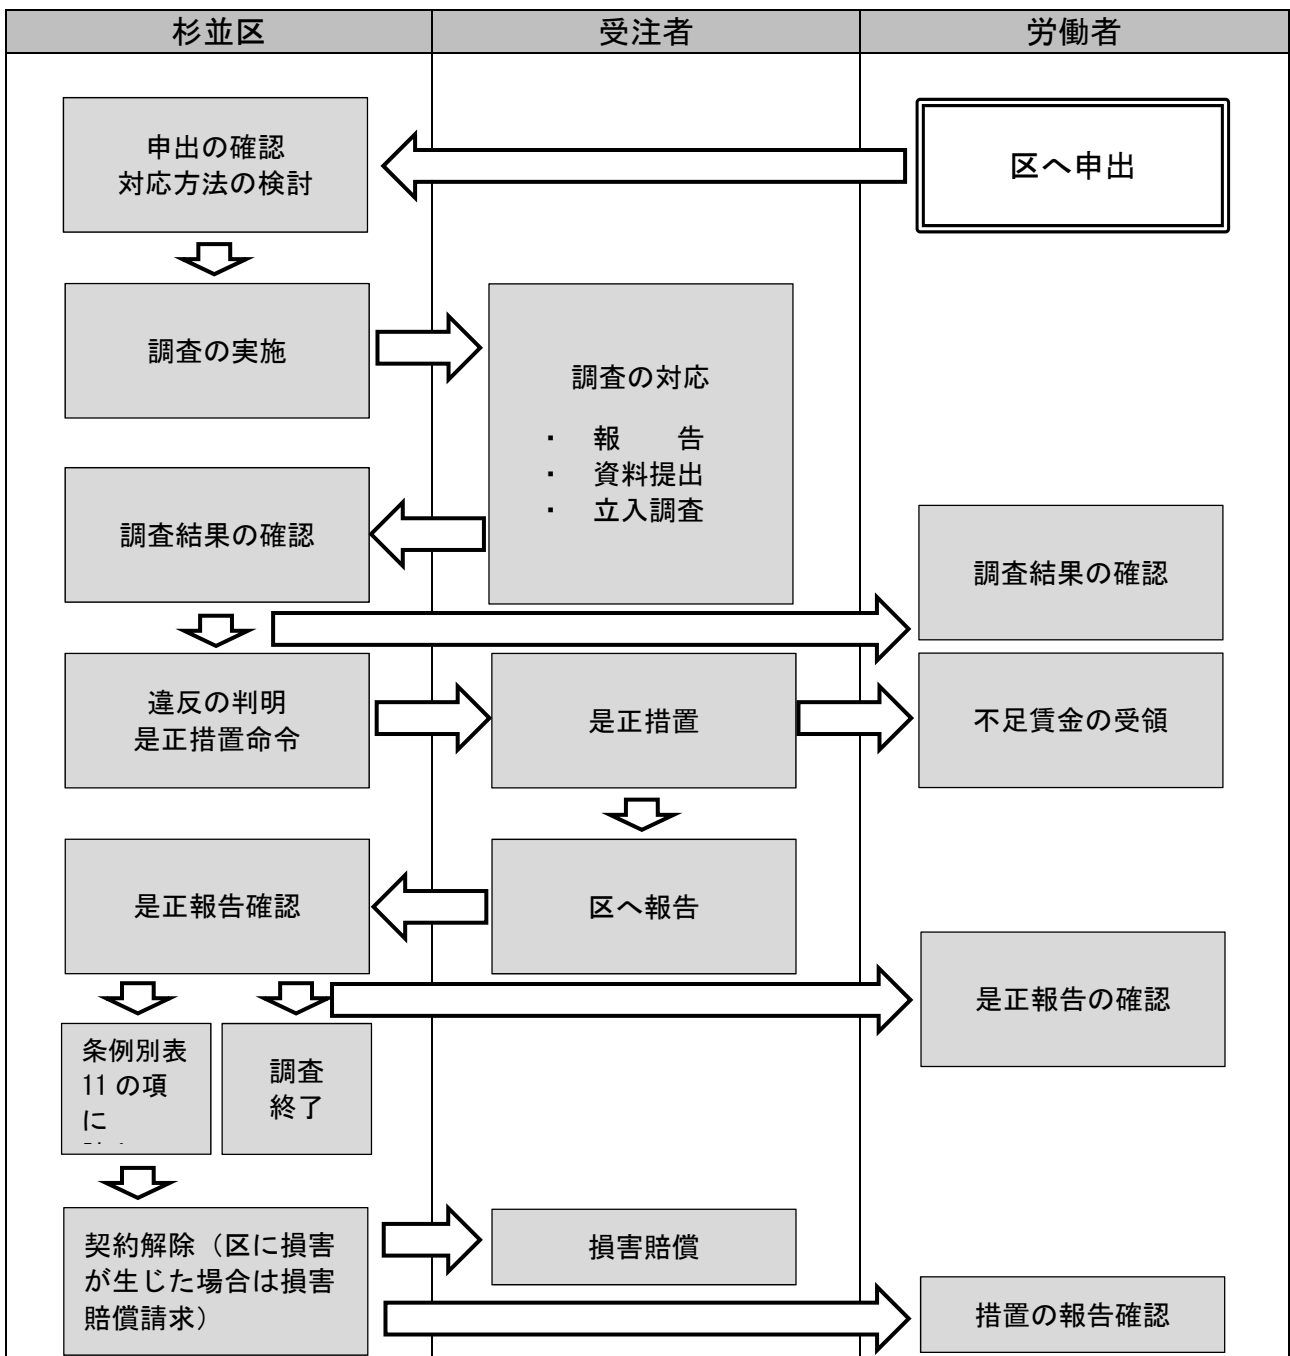 杉並区
受注者
労働者
申出の確認
対応方法の検討
区へ申出
調査の実施
調査の対応
・ 報　　告
・ 資料提出
・ 立入調査
調査結果の確認
調査結果の確認
違反の判明
是正措置命令
是正措置
不足賃金の受領
是正報告確認
区へ報告
是正報告の確認
条例別表
11の項
に
調査
終了
契約解除（区に損害
が生じた場合は損害
賠償請求）
損害賠償
措置の報告確認